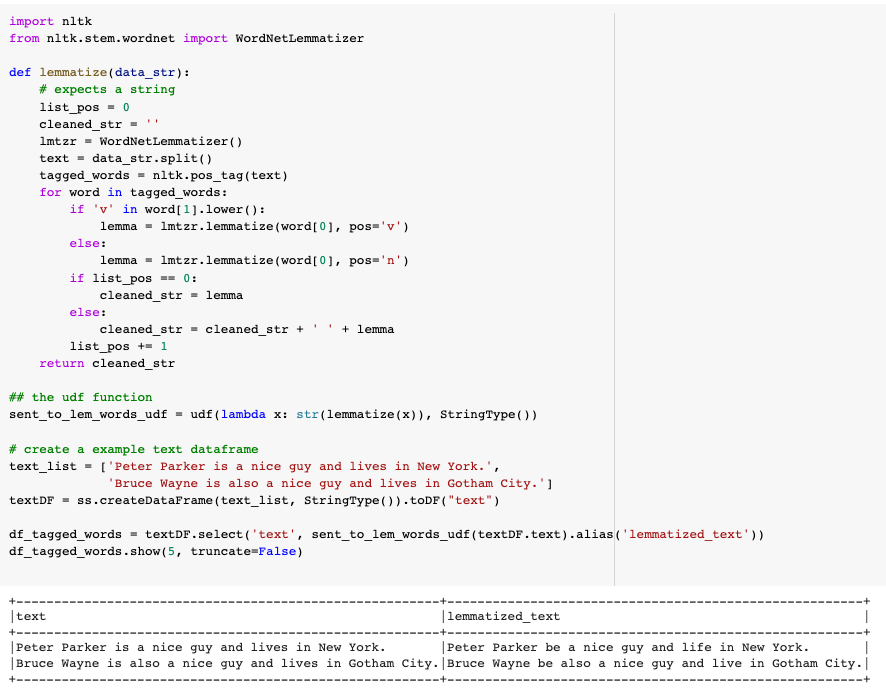 import nltk
from nltk.stem.wordnet import WordNetLemmatizer

def lemmatize(data_str):
    # expects a string
    list_pos = 0
    cleaned_str = ''
    lmtzr = WordNetLemmatizer()
    text = data_str.split()
    tagged_words = nltk.pos_tag(text)
    for word in tagged_words:
        if 'v' in word[1].lower():
            lemma = lmtzr.lemmatize(word[0], pos='v')
        else:
            lemma = lmtzr.lemmatize(word[0], pos='n')
        if list_pos == 0:
            cleaned_str = lemma
        else:
            cleaned_str = cleaned_str + ' ' + lemma
        list_pos += 1
    return cleaned_str

## the udf function
sent_to_lem_words_udf = udf(lambda x: str(lemmatize(x)), StringType())

# create a example text dataframe
text_list = ['Peter Parker is a nice guy and lives in New York.',
             'Bruce Wayne is also a nice guy and lives in Gotham City.']
textDF = ss.createDataFrame(text_list, StringType()).toDF("text")

df_tagged_words = textDF.select('text', sent_to_lem_words_udf(textDF.text).alias('lemmatized_text'))
df_tagged_words.show(5, truncate=False)

+--------------------------------------------------------+-------------------------------------------------------+
|text                                                    |lemmatized_text                                        |
+--------------------------------------------------------+-------------------------------------------------------+
|Peter Parker is a nice guy and lives in New York.       |Peter Parker be a nice guy and life in New York.       |
|Bruce Wayne is also a nice guy and lives in Gotham City.|Bruce Wayne be also a nice guy and live in Gotham City.|
+--------------------------------------------------------+-------------------------------------------------------+